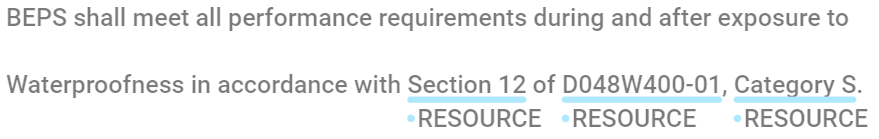 BEPS shall meet all performance requirements during and after exposure to
Waterproofness in accordance with Section 12 of D048W400-01, Category S.
RESOURCE RESOURCE RESOURCE